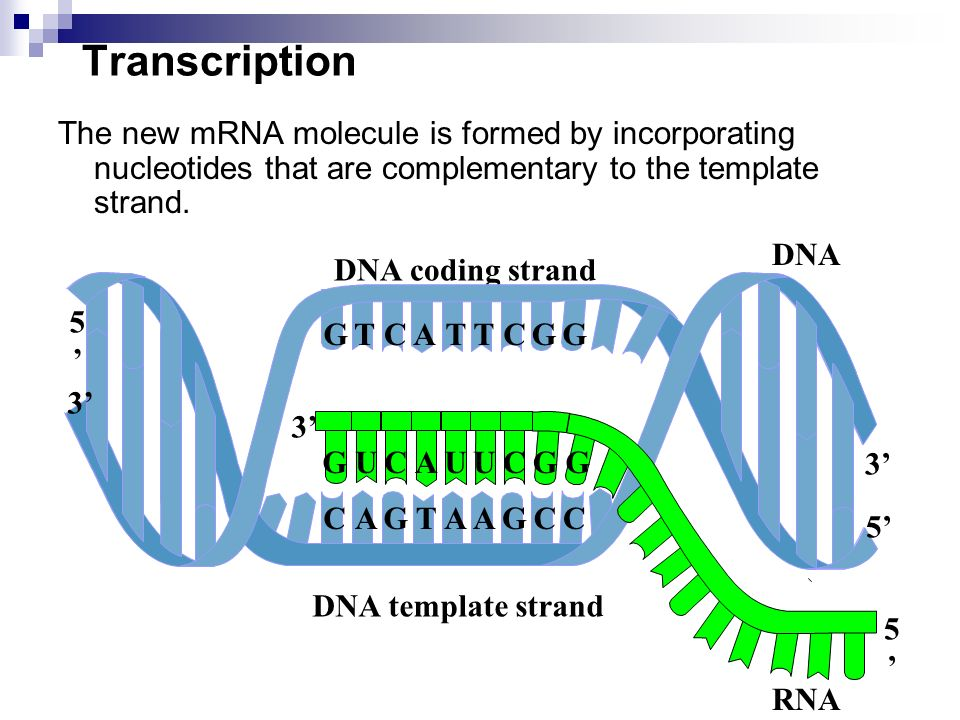 Transcription
The new mRNA molecule is formed by incorporating
nucleotides that are complementary to the template
strand.
DNA
DNA coding strand
5
’
G T C A T T C G G
3’
3’
G U C A U U C G G
3’
C A G T A A G C C
5’
DNA template strand
5
’
RNA